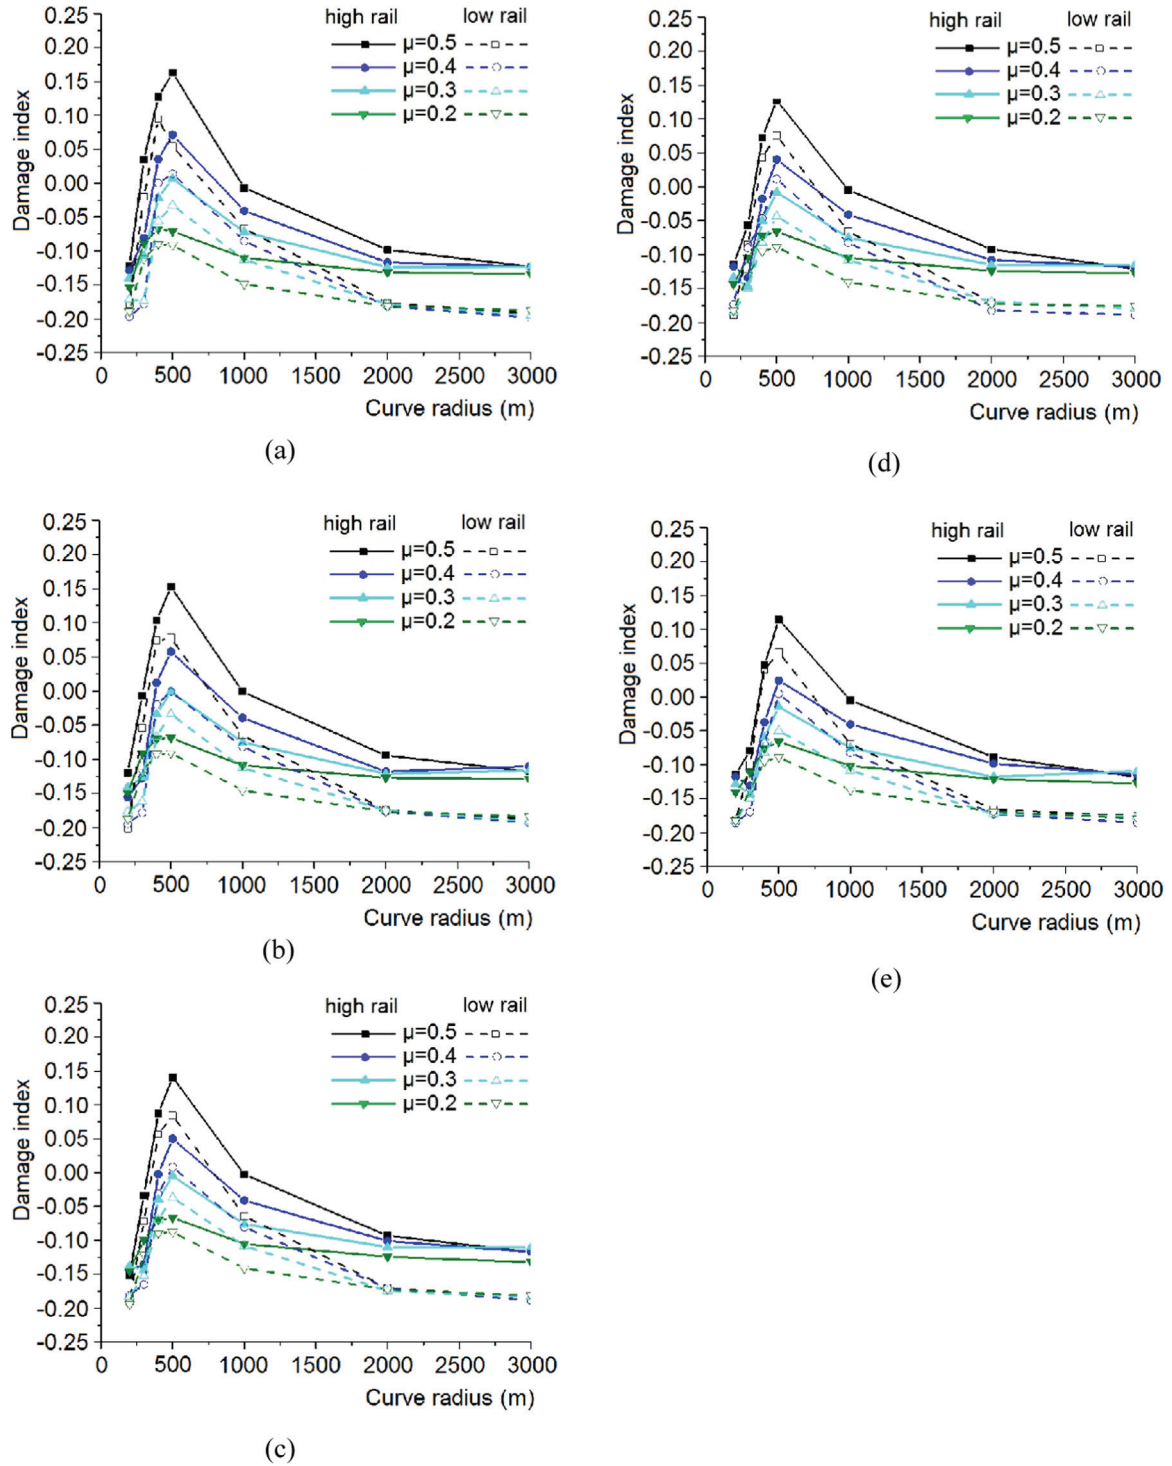 high rail low rail
μ=0.5
μ=0.4
μ=0.3
μ=0.2
Damage index
0.25
0.20
0.15
0.10
0.05
0.00
-0.05
-0.10
-0.15
-0.20
-0.25
0 500 1000 1500 2000 2500 3000
Curve radius (m)
(a)
high rail low rail
μ=0.5
μ=0.4
μ=0.3
μ=0.2
Damage index
0.25
0.20
0.15
0.10
0.05
0.00
-0.05
-0.10
-0.15
-0.20
-0.25
0 500 1000 1500 2000 2500 3000
Curve radius (m)
(d)
high rail low rail
μ=0.5
μ=0.4
μ=0.3
μ=0.2
Damage index
0.25
0.20
0.15
0.10
0.05
0.00
-0.05
-0.10
-0.15
-0.20
-0.25
0 500 1000 1500 2000 2500 3000
Curve radius (m)
(b)
high rail low rail
μ=0.5
μ=0.4
μ=0.3
μ=0.2
Damage index
0.25
0.20
0.15
0.10
0.05
0.00
-0.05
-0.10
-0.15
-0.20
-0.25
0 500 1000 1500 2000 2500 3000
Curve radius (m)
(e)
high rail low rail
μ=0.5
μ=0.4
μ=0.3
μ=0.2
Damage index
0.25
0.20
0.15
0.10
0.05
0.00
-0.05
-0.10
-0.15
-0.20
-0.25
0 500 1000 1500 2000 2500 3000
Curve radius (m)
(c)